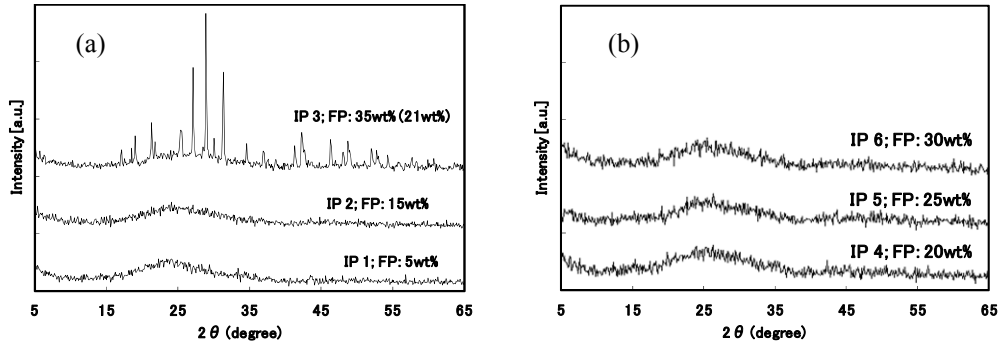 (a)
Intensity [a.u.]
IP 3; FP: 35wt% (21wt%)
IP 2; FP: 15wt%
IP 1; FP: 5wt%
5 15 25 35 45 55 65
2 θ (degree)
(b)
Intensity [a.u.]
IP 6; FP: 30wt%
IP 5; FP: 25wt%
IP 4; FP: 20wt%
5 15 25 35 45 55 65
2 θ (degree)